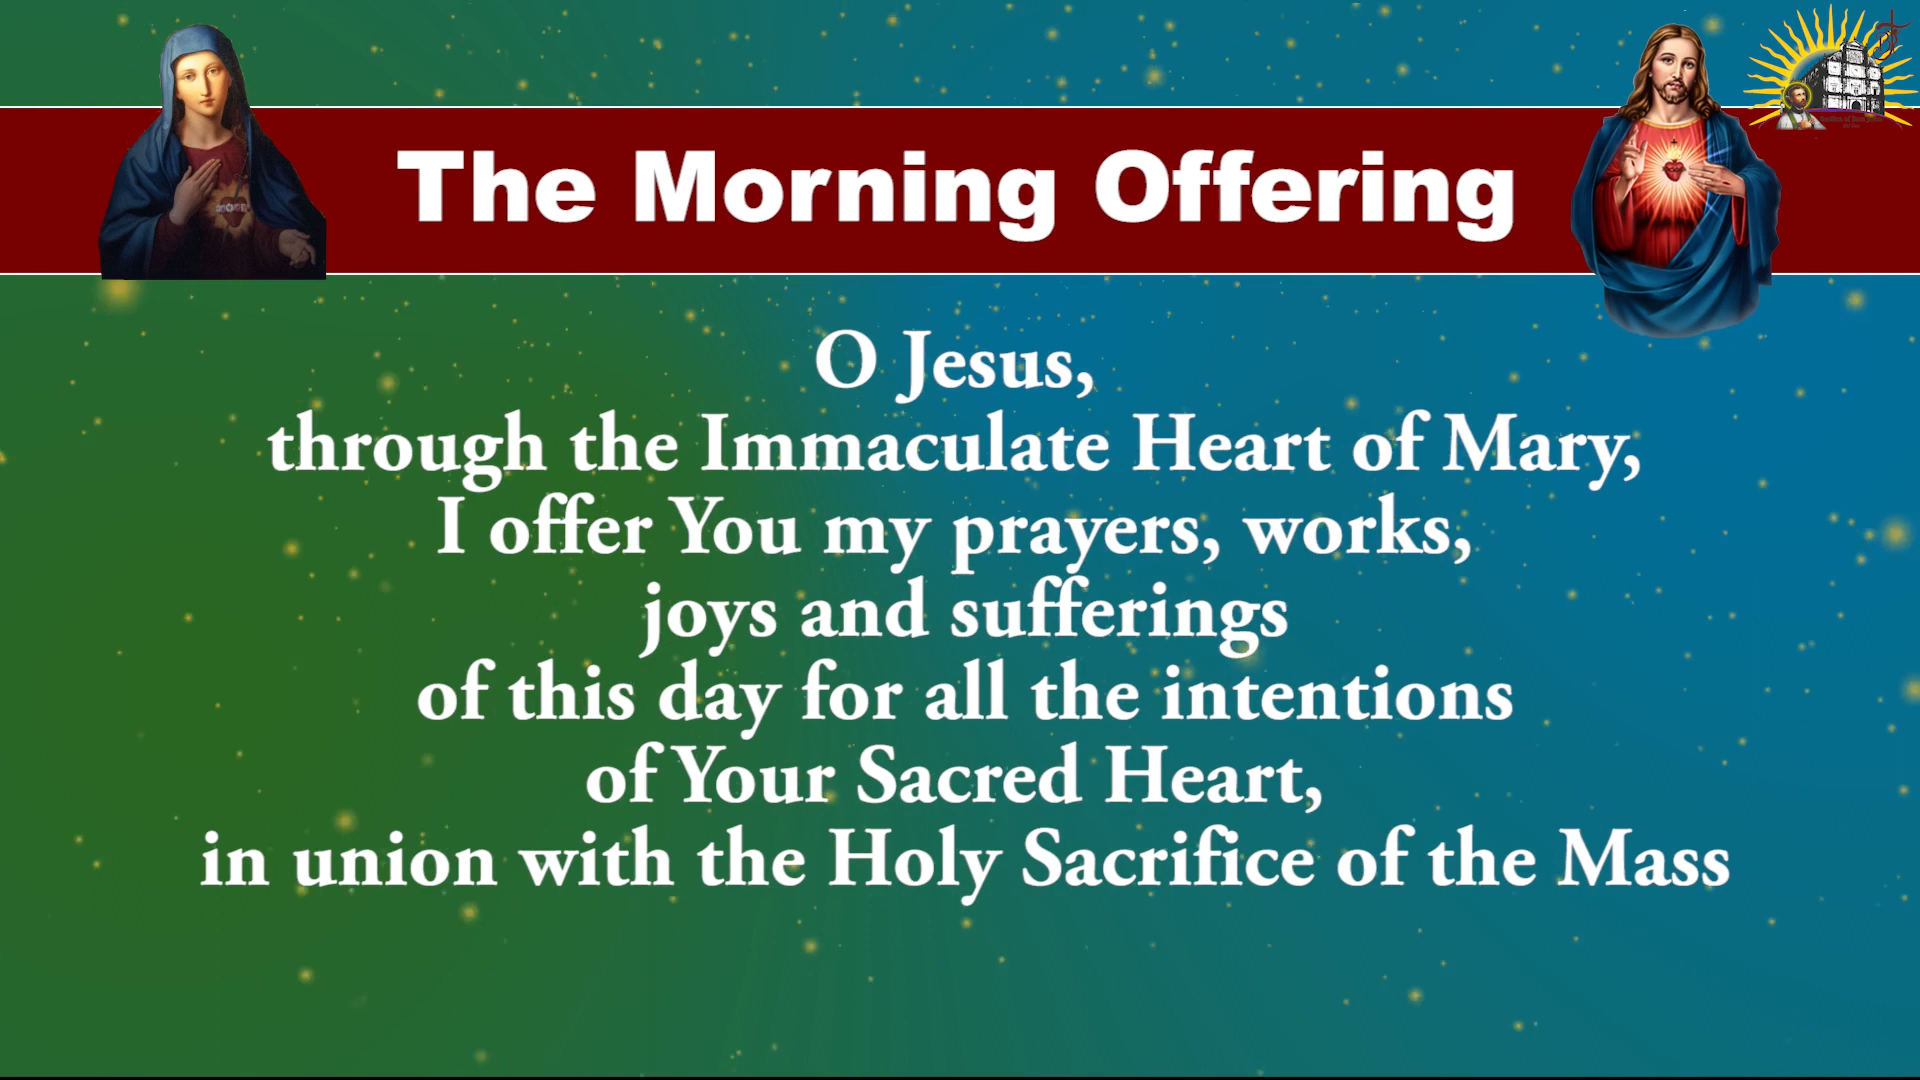 The Morning Offering
O Jesus,
through the Immaculate Heart of Mary,
I offer You my prayers, works,
joys and sufferings
of this day for all the intentions
of Your Sacred Heart,
in union with the Holy Sacrifice of the Mass